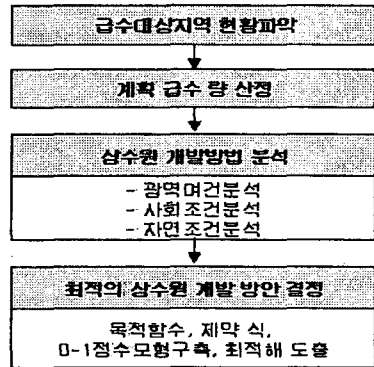 급수대상지역 현황파악
계획 급수 량 산정
상수원 개발방법 분석
- 광역여건분석
- 사회조건분석
- 자연조건분석
최적의 상수원 개발 방안 결정
목적함수, 제약 식,
0-1정수모형구축, 최적해 도출